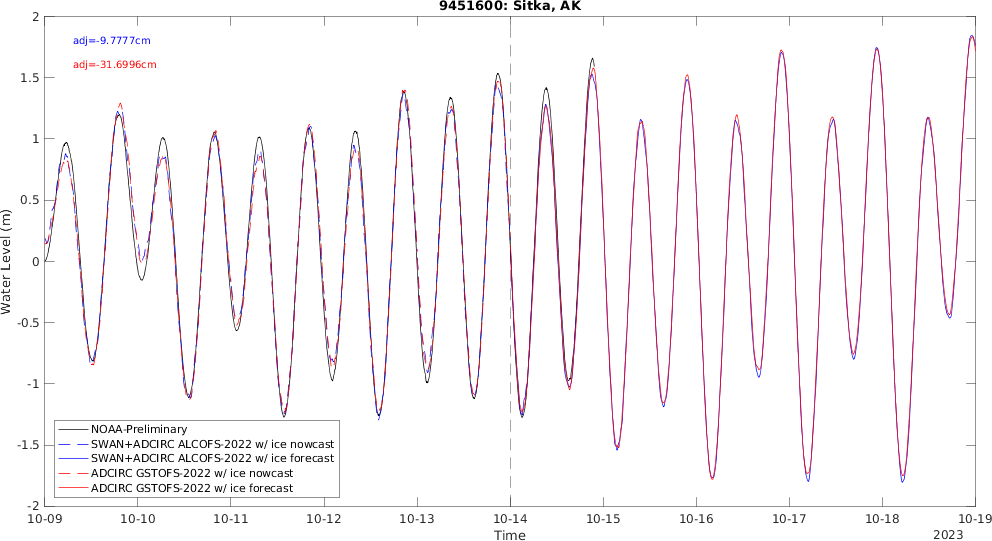 9451600: Sitka, AK
adj=-9.7777cm
adj=-31.6996cm
2
1.5
1
0.5
0
-0.5
-1
-1.5
-2
Water Level (m)
NOAA-Preliminary
SWAN+ADCIRC ALCOFS-2022 w/ ice nowcast
SWAN+ADCIRC ALCOFS-2022 w/ ice forecast
ADCIRC GSTOFS-2022 w/ ice nowcast
ADCIRC GSTOFS-2022 w/ ice forecast
10-09 10-10 10-11 10-12 10-13 10-14 10-15 10-16 10-17 10-18 10-19
Time
2023